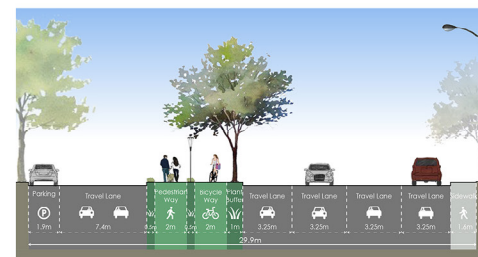 Parking
Travel Lane
Pedestrian
Way
Bicycle
Way
Plant
Buffer
Travel Lane
Travel Lane
Travel Lane
Travel Lane
Sidewalk
P
1.9m
7.4m
2m
2m
1m
3.25m
3.25m
3.25m
3.25m
1.6m
29.9m